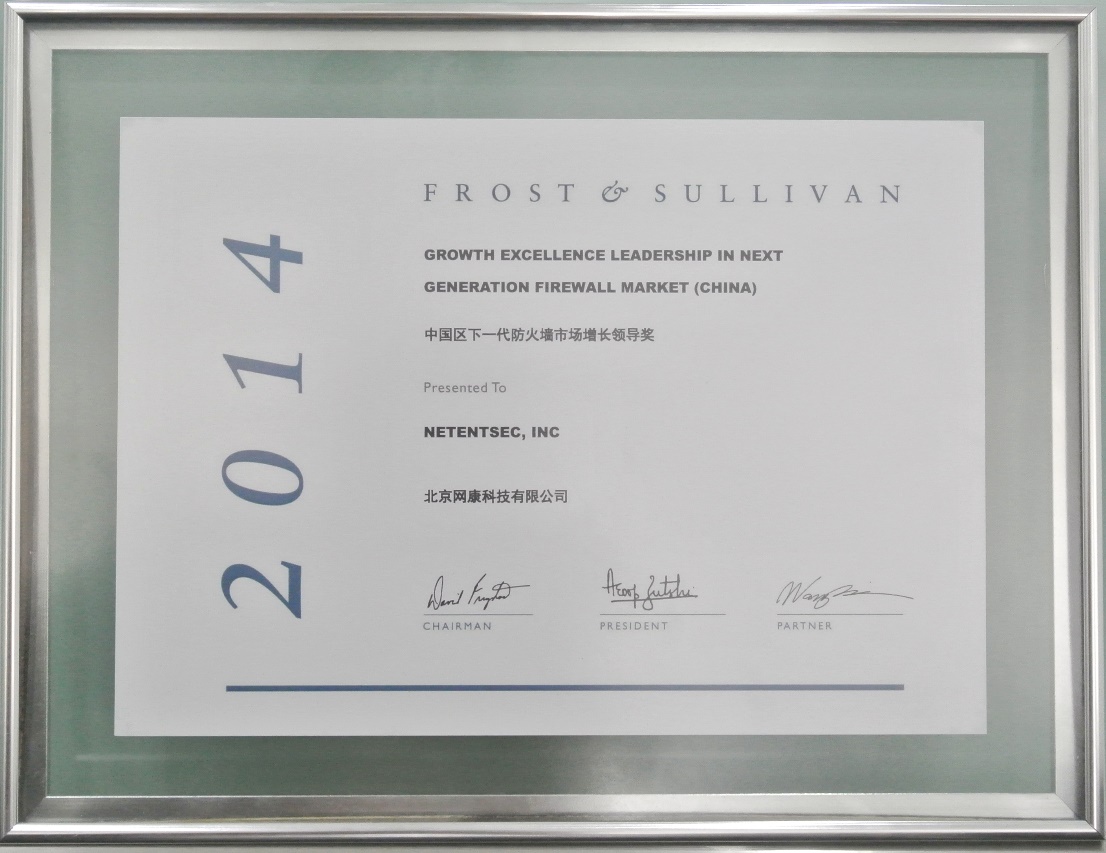 2014
FROST & SULLIVAN
GROWTH EXCELLENCE LEADERSHIP IN NEXT
GENERATION FIREWALL MARKET (CHINA)
中国区下一代防火墙市场增长领导奖
Presented To
NETENTSEC, INC
北京网康科技有限公司
CHAIRMAN
PRESIDENT
PARTNER